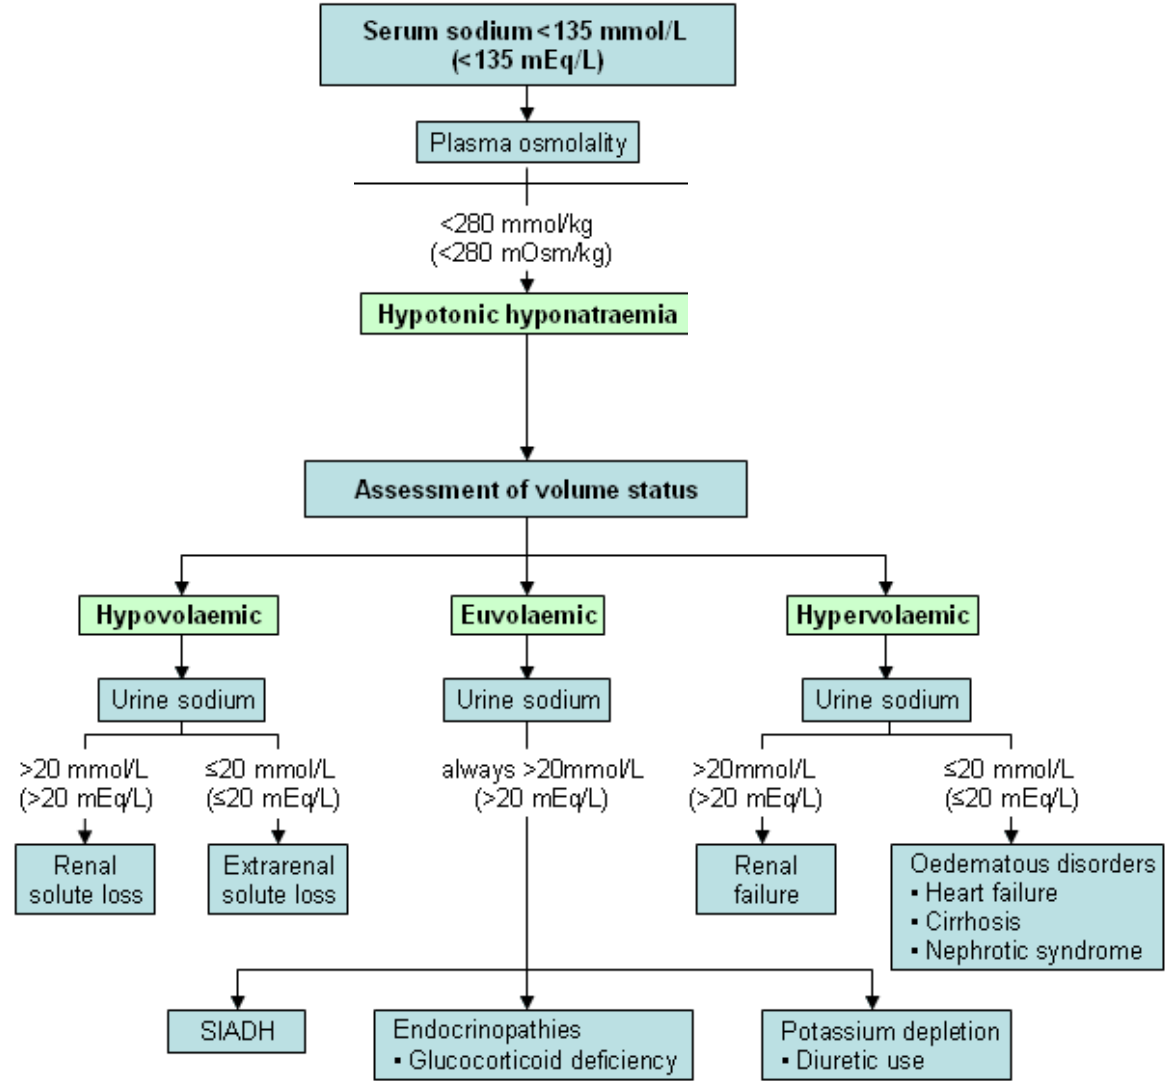 Serum sodium <135 mmol/L
(<135 mEq/L)
Plasma osmolality
<280 mmol/kg
(<280 mOsm/kg)
Hypotonic hyponatraemia
Assessment of volume status
Hypovolaemic
Euvolaemic
Hypervolaemic
Urine sodium
Urine sodium
Urine sodium
>20 mmol/L
(>20 mEq/L)
≤20 mmol/L
(≤20 mEq/L)
always >20mmol/L
(>20 mEq/L)
>20mmol/L
(>20 mEq/L)
≤20 mmol/L
(≤20 mEq/L)
Renal
solute loss
Extrarenal
solute loss
Renal
failure
Oedematous disorders
▪ Heart failure
▪ Cirrhosis
▪ Nephrotic syndrome
SIADH
Endocrinopathies
▪ Glucocorticoid deficiency
Potassium depletion
▪ Diuretic use